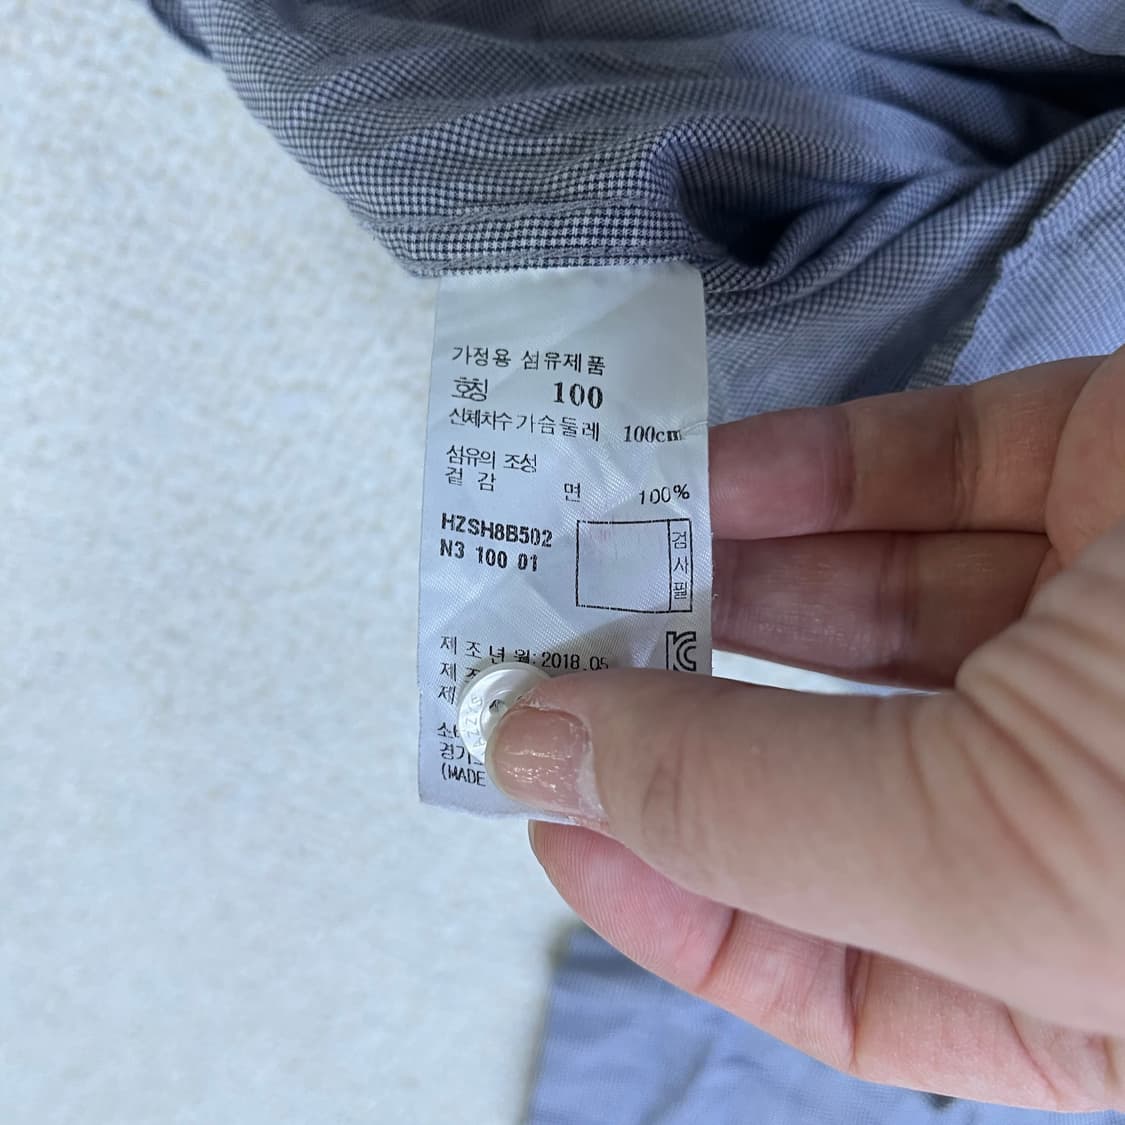 가정용 섬유제품
호칭 100
신체치수 가슴둘레 100cm
섬유의 조성
겉감 면 100%
HZSH8B502
N3 100 01
검사필
제조년월: 2018.05
(MADE